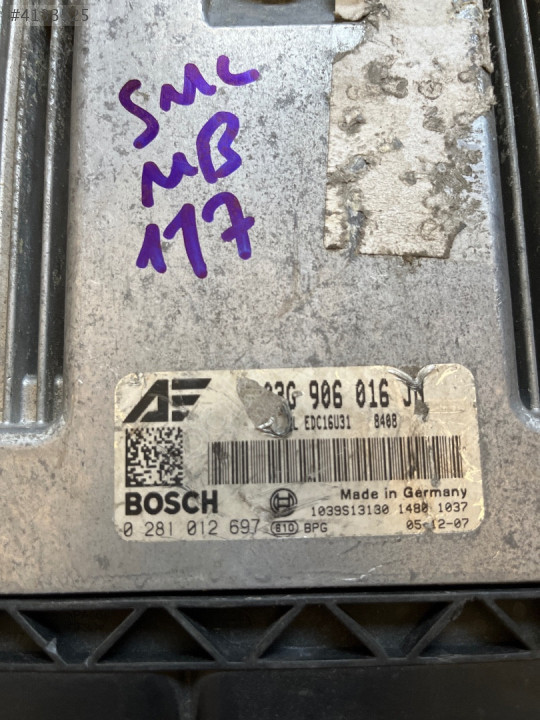 SMC
MB
117
03G 906 016 J
L EDC16U31 8408
BOSCH
Made in Germany
1039S13130 1480 1037
0 281 012 697 610 BPG 05-12-07